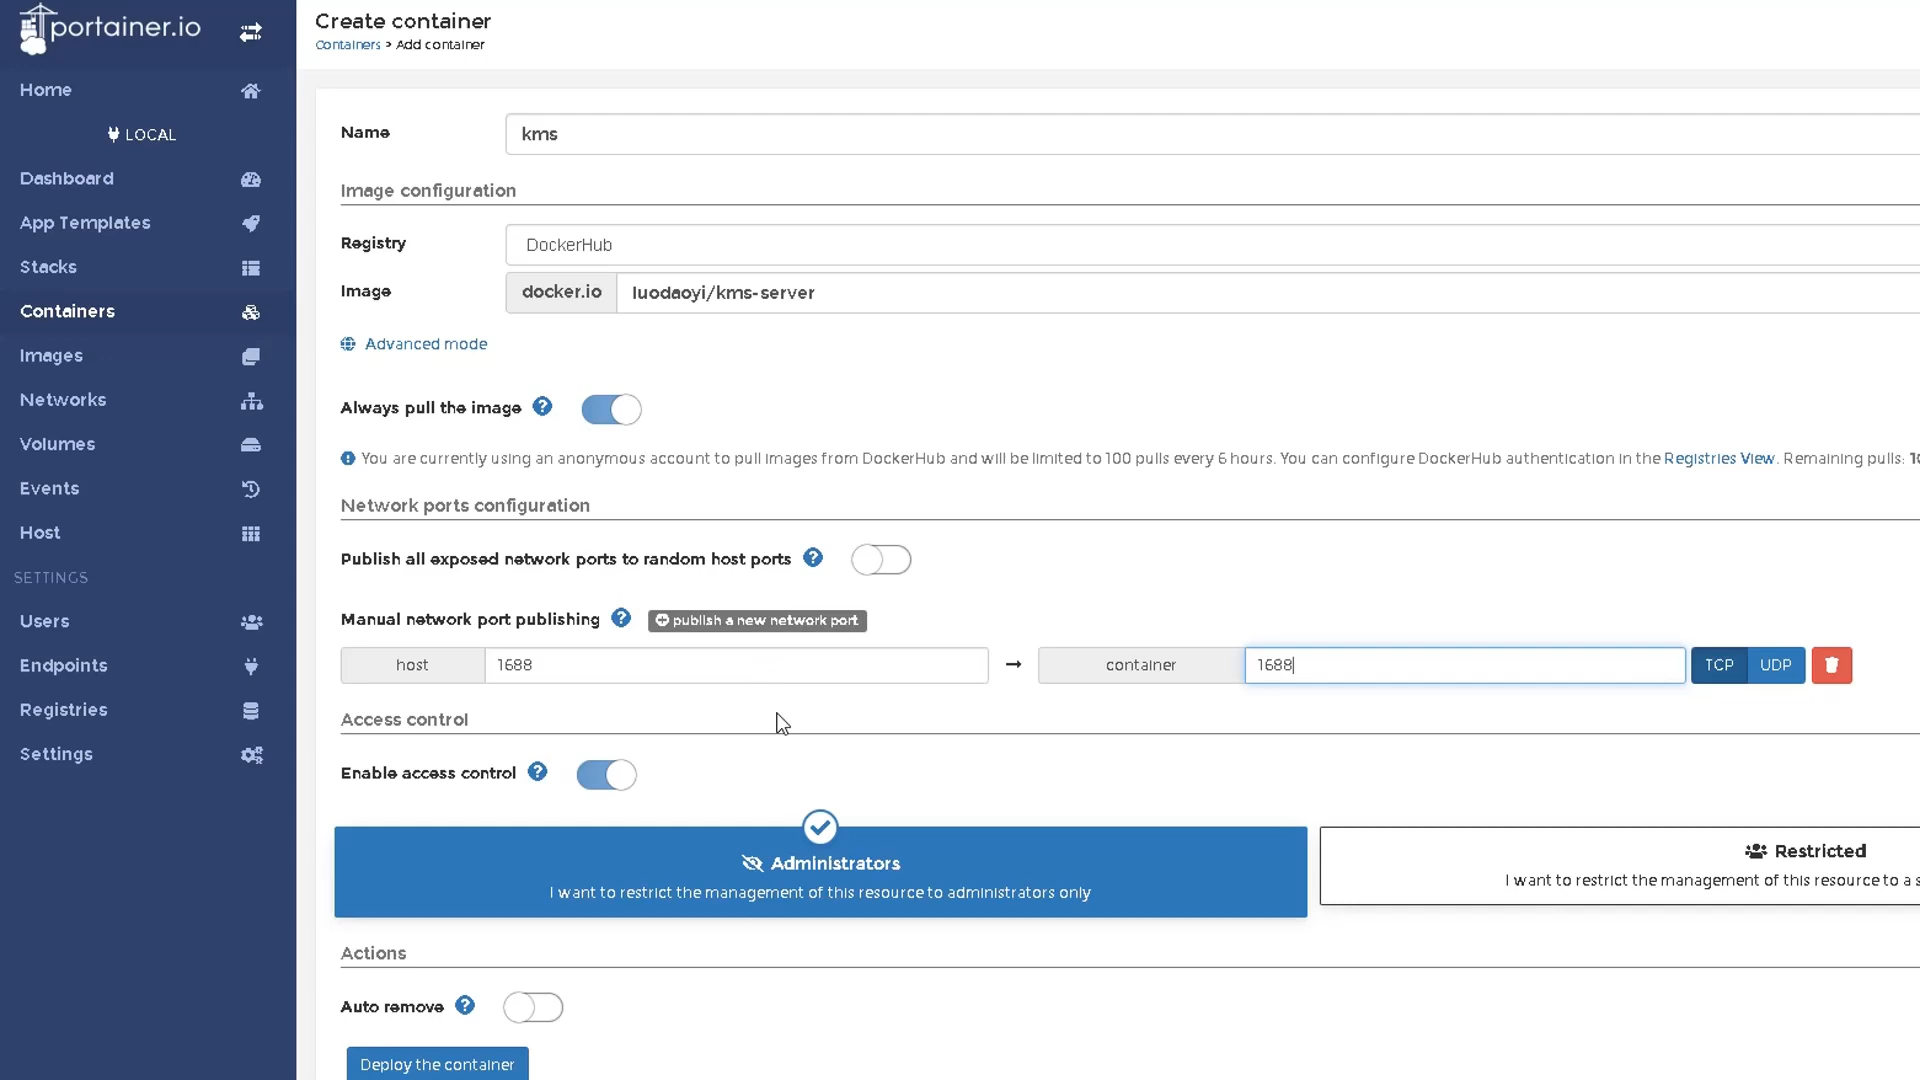 portainer.io
Home
LOCAL
Dashboard
App Templates
Stacks
Containers
Images
Networks
Volumes
Events
Host
SETTINGS
Users
Endpoints
Registries
Settings
Create container
Containers > Add container
Name kms
Image configuration
Registry DockerHub
Image docker.io luodaoyi/kms-server
Advanced mode
Always pull the image
You are currently using an anonymous account to pull images from DockerHub and will be limited to 100 pulls every 6 hours. You can configure DockerHub authentication in the Registries View. Remaining pulls:
Network ports configuration
Publish all exposed network ports to random host ports
Manual network port publishing publish a new network port
host 1688 → container 1688 TCP UDP
Access control
Enable access control
Administrators
I want to restrict the management of this resource to administrators only
Restricted
I want to restrict the management of this resource to a s
Actions
Auto remove
Deploy the container